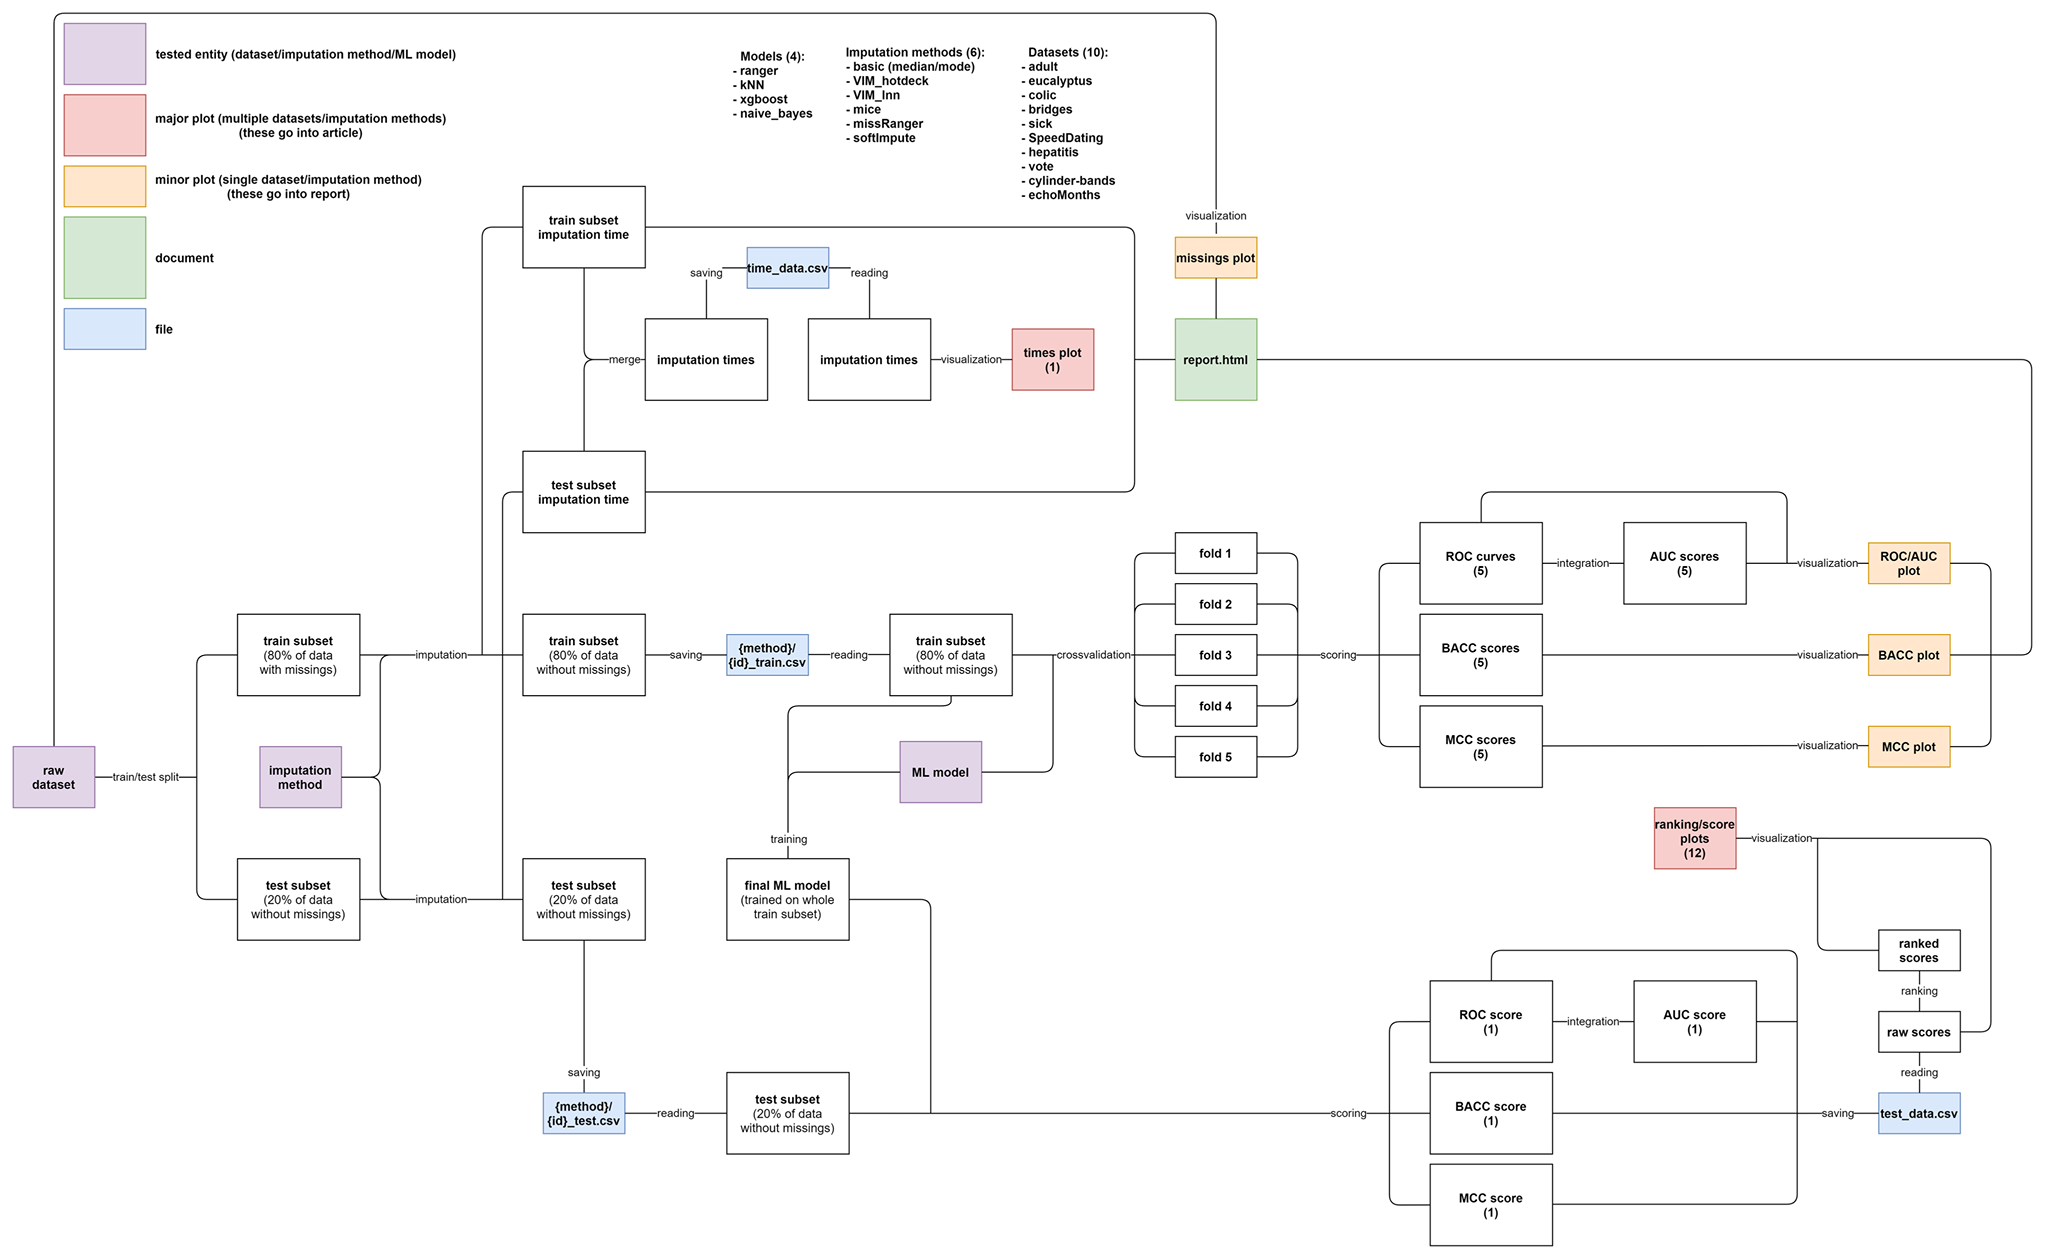 tested entity (dataset/imputation method/ML model)
major plot (multiple datasets/imputation methods)
(these go into article)
minor plot (single dataset/imputation method)
(these go into report)
document
file
Models (4):
- ranger
- kNN
- xgboost
- naive_bayes
Imputation methods (6):
- basic (median/mode)
- VIM_hotdeck
- VIM_Inn
- mice
- missRanger
- softImpute
Datasets (10):
- adult
- eucalyptus
- colic
- bridges
- sick
- SpeedDating
- hepatitis
- vote
- cylinder-bands
- echoMonths
visualization
missings plot
report.html
train subset
imputation time
saving
time_data.csv
reading
merge
imputation times
imputation times
visualization
times plot
(1)
test subset
imputation time
raw
dataset
train/test split
train subset
(80% of data
with missings)
imputation
method
test subset
(20% of data
without missings)
imputation
imputation
train subset
(80% of data
without missings)
saving
{method}/
{id}_train.csv
reading
train subset
(80% of data
without missings)
crossvalidation
ML model
training
final ML model
(trained on whole
train subset)
test subset
(20% of data
without missings)
saving
{method}/
{id}_test.csv
reading
test subset
(20% of data
without missings)
fold 1
fold 2
fold 3
fold 4
fold 5
scoring
ROC curves
(5)
integration
AUC scores
(5)
visualization
ROC/AUC
plot
BACC scores
(5)
visualization
BACC plot
MCC scores
(5)
visualization
MCC plot
ranking/score
plots
(12)
visualization
ranked
scores
ranking
raw scores
reading
test_data.csv
scoring
ROC score
(1)
integration
AUC score
(1)
BACC score
(1)
saving
MCC score
(1)